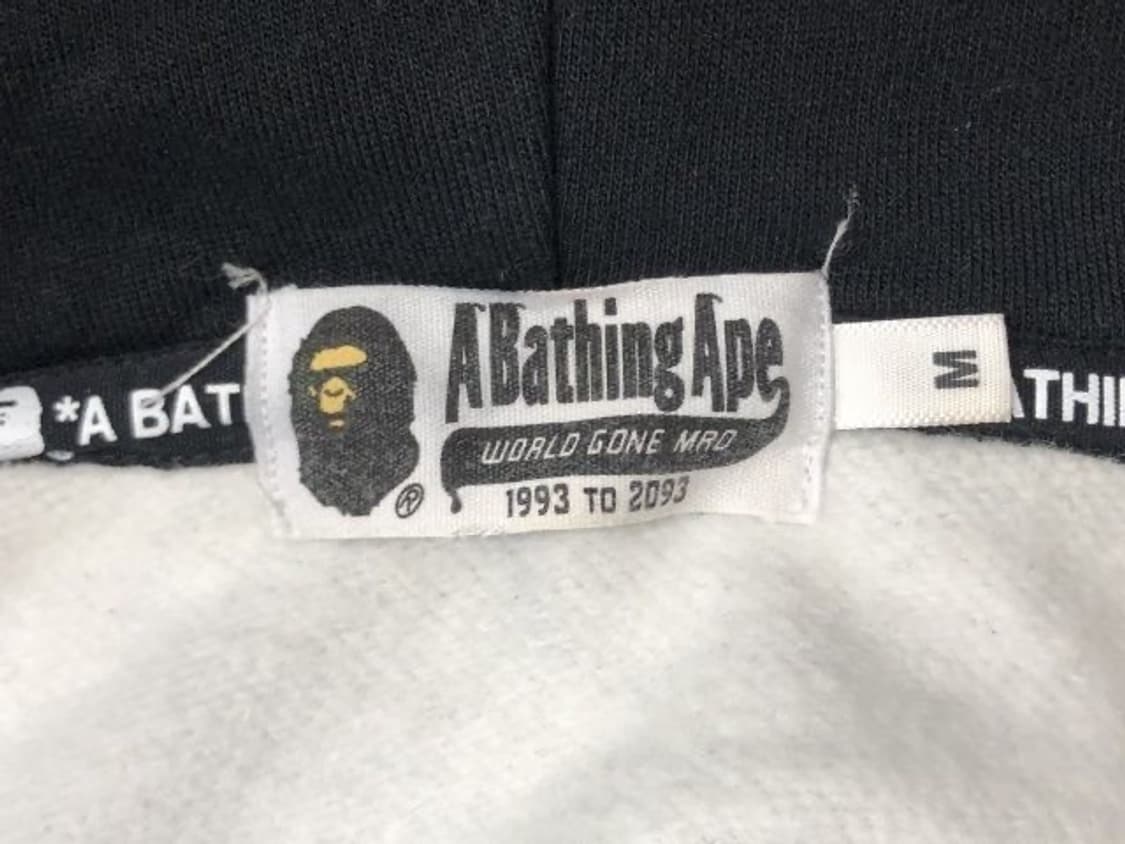 A Bathing Ape
WORLD GONE MAD
1993 TO 2093
®
M
*A BAT
ATHI